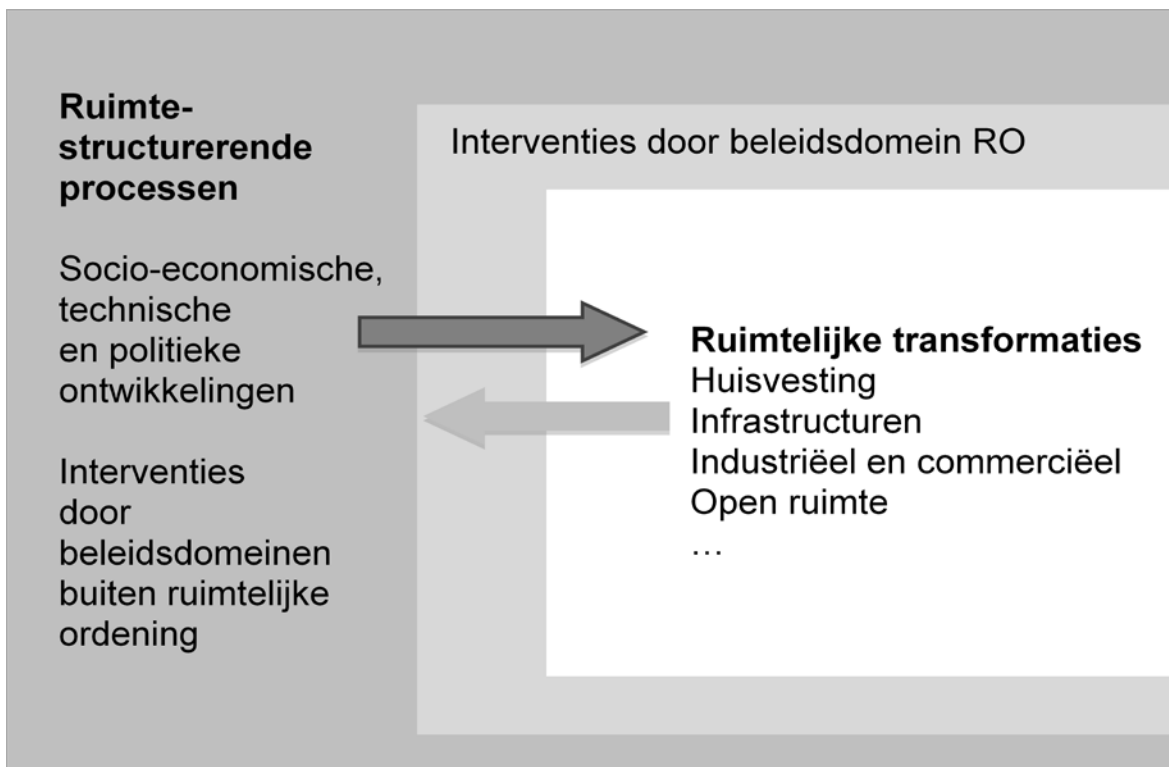 Ruimte-
structurerende
processen
Socio-economische,
technische
en politieke
ontwikkelingen
Interventies
door
beleidsdomeinen
buiten ruimtelijke
ordening
Interventies door beleidsdomein RO
Ruimtelijke transformaties
Huisvesting
Infrastructuren
Industriëel en commerciëel
Open ruimte
…